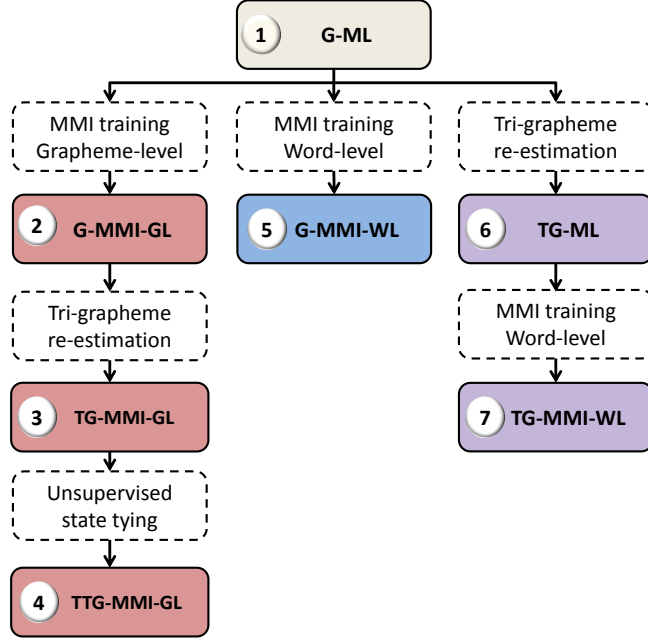 1 G-ML
MMI training
Grapheme-level
MMI training
Word-level
Tri-grapheme
re-estimation
2 G-MMI-GL
5 G-MMI-WL
6 TG-ML
Tri-grapheme
re-estimation
MMI training
Word-level
3 TG-MMI-GL
7 TG-MMI-WL
Unsupervised
state tying
4 TTG-MMI-GL